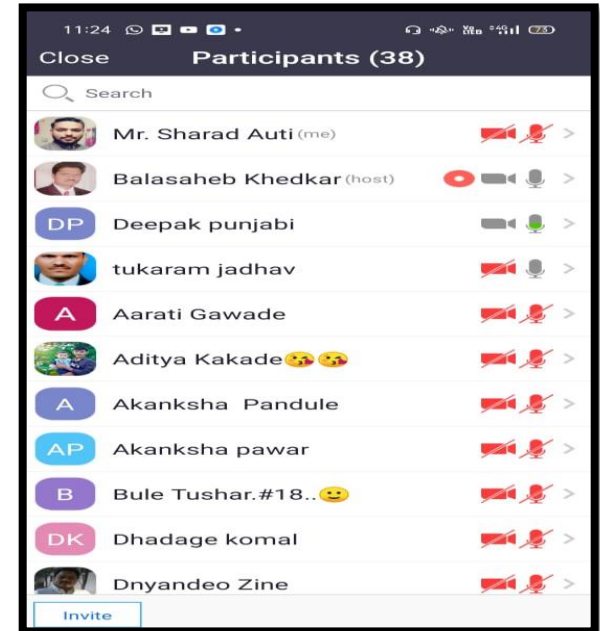 11:24 73
Close Participants (38)
Search
Mr. Sharad Auti (me)
Balasaheb Khedkar (host)
DP Deepak punjabi
tukaram jadhav
A Aarati Gawade
Aditya Kakade😘😘
A Akanksha Pandule
AP Akanksha pawar
B Bule Tushar.#18..🙂
DK Dhadage komal
Dnyandeo Zine
Invite